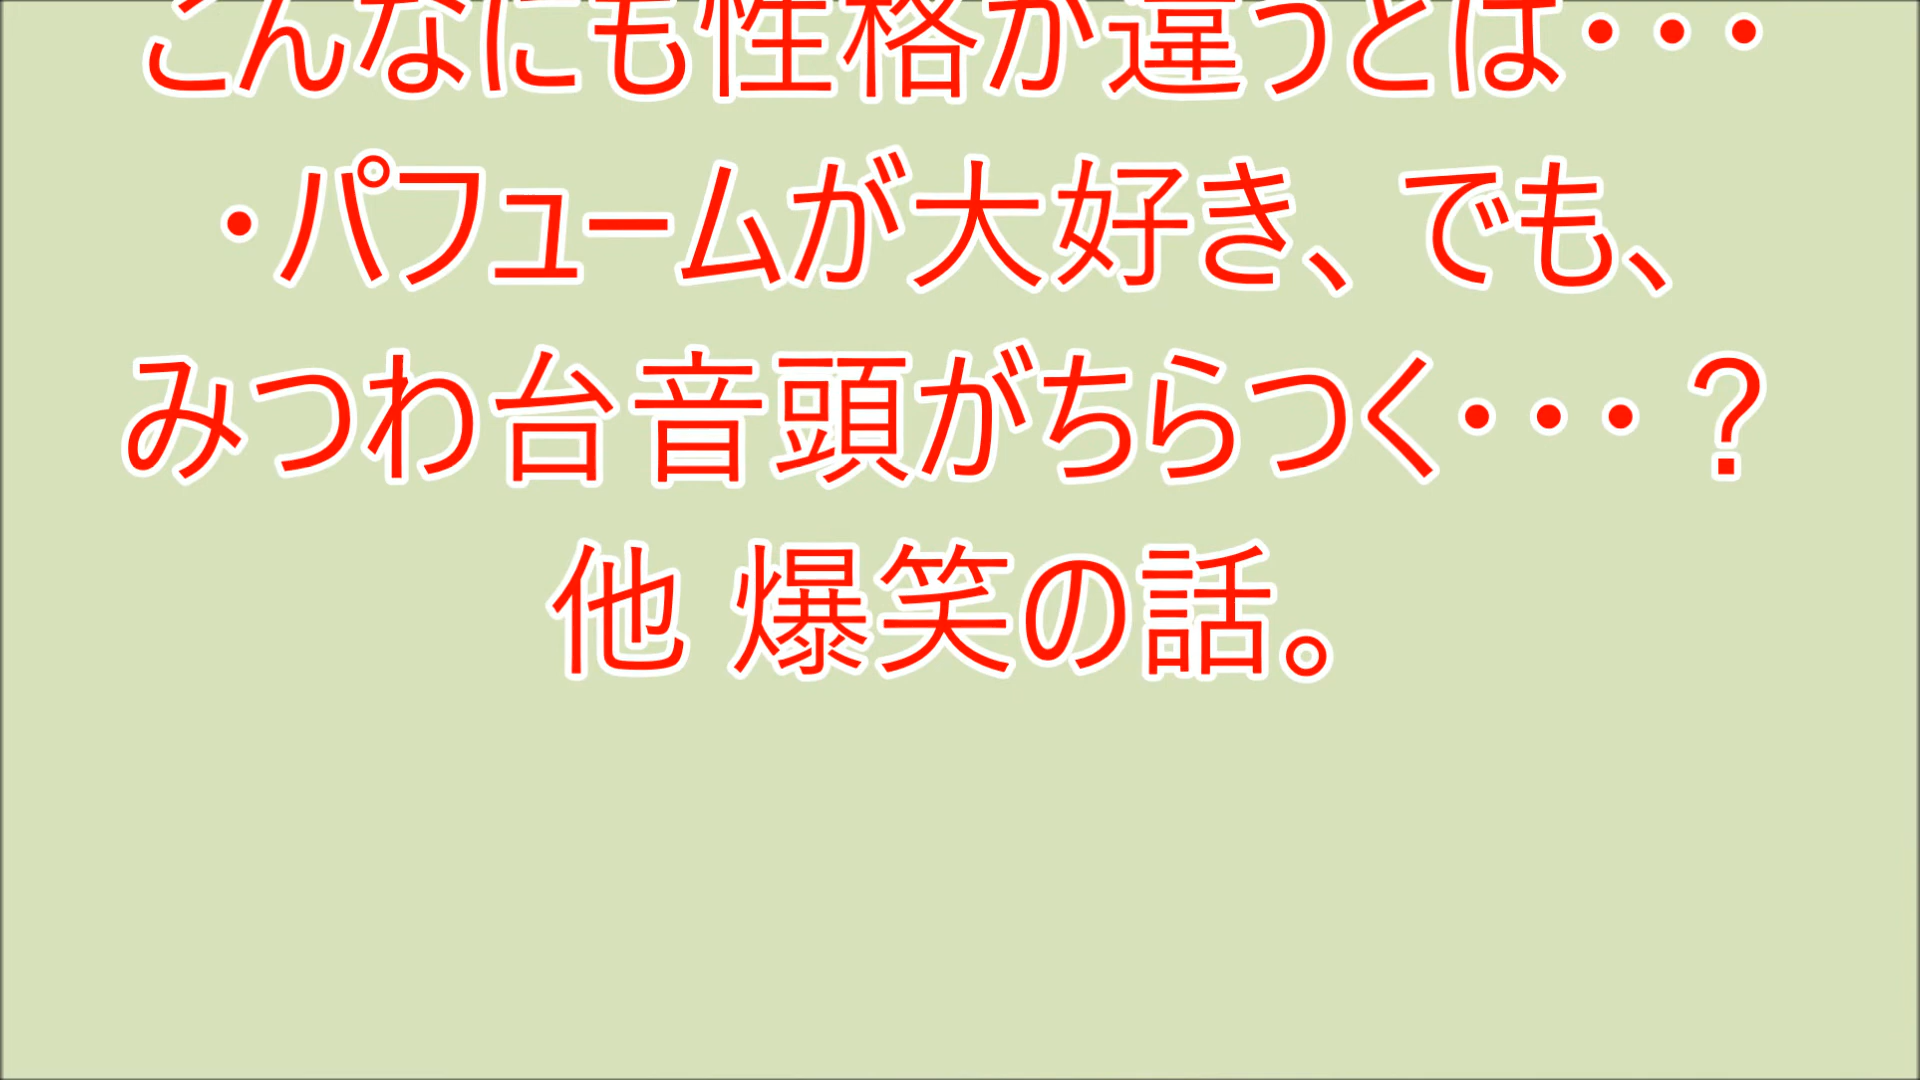 こんなにも性格が違うとは・・・
・パフュームが大好き、でも、
みつわ台音頭がちらつく・・・？
他 爆笑の話。